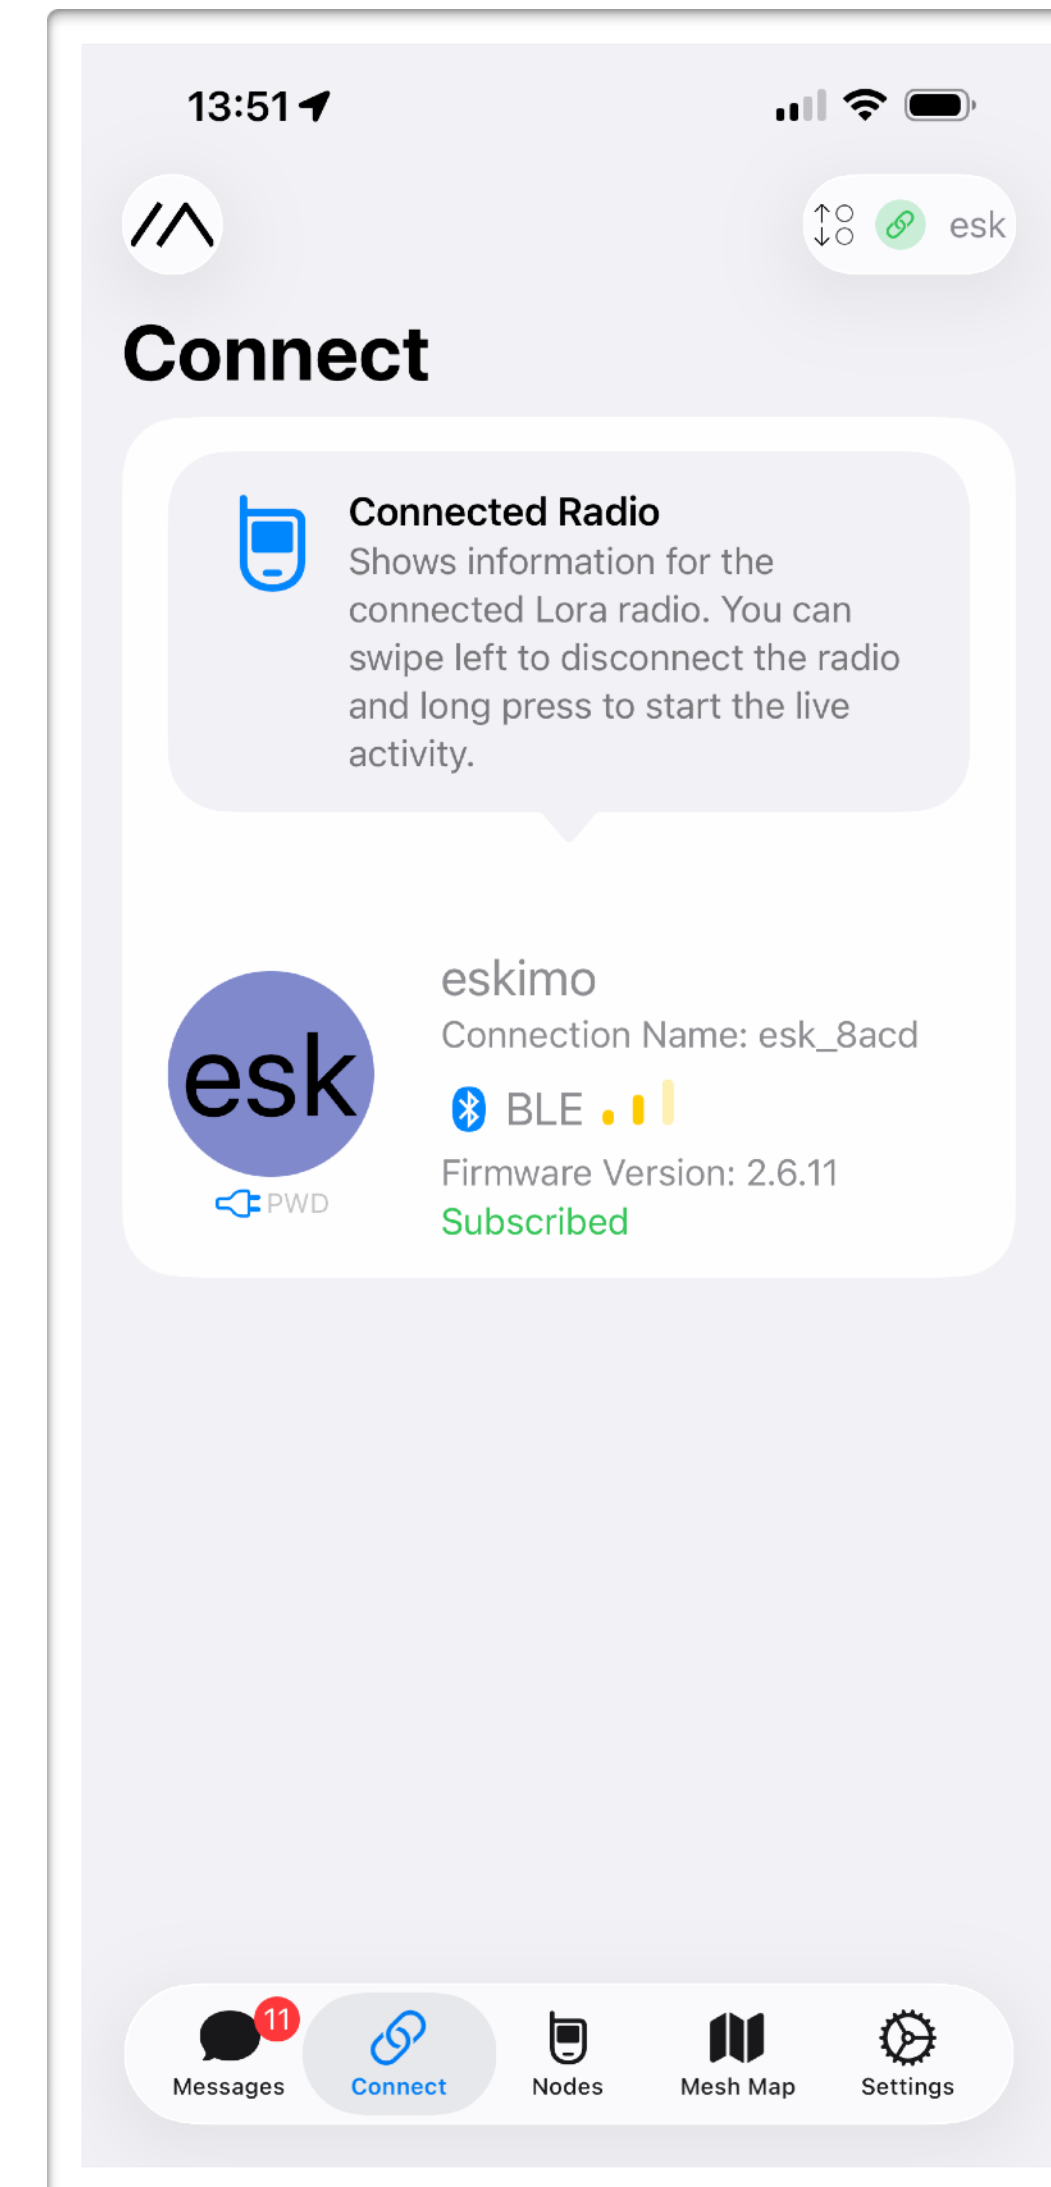 13:51
esk
Connect
Connected Radio
Shows information for the
connected Lora radio. You can
swipe left to disconnect the radio
and long press to start the live
activity.
esk
PWD
eskimo
Connection Name: esk_8acd
BLE
Firmware Version: 2.6.11
Subscribed
11
Messages
Connect
Nodes
Mesh Map
Settings